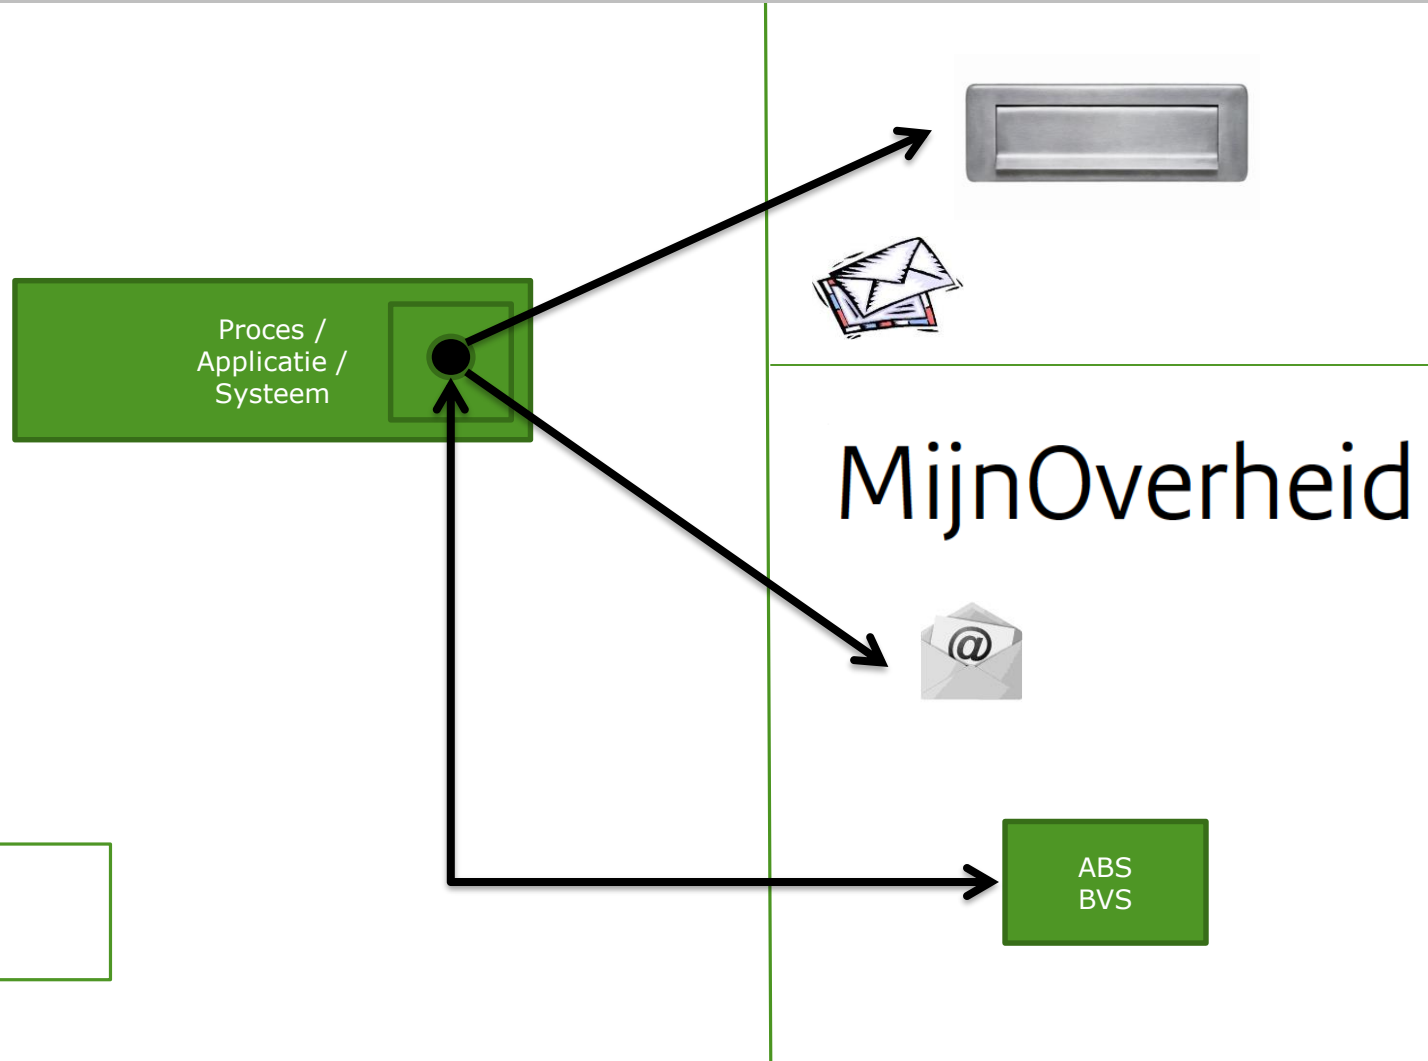 Proces /
Applicatie /
Systeem
MijnOverheid
@
ABS
BVS